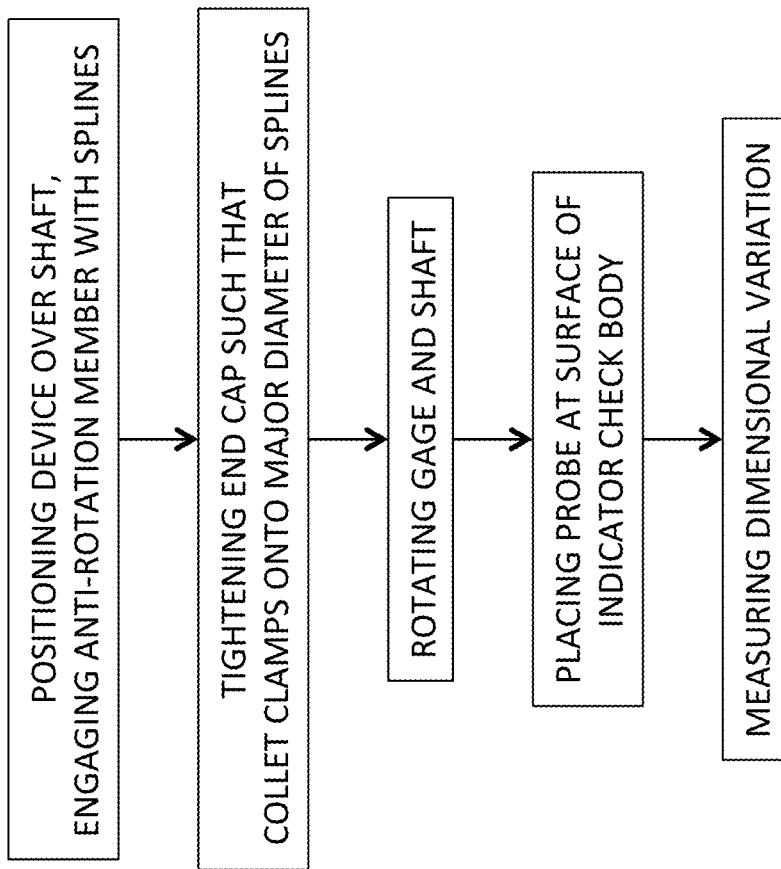 POSITIONING DEVICE OVER SHAFT,
ENGAGING ANTI-ROTATION MEMBER WITH SPLINES
TIGHTENING END CAP SUCH THAT
COLLET CLAMPS ONTO MAJOR DIAMETER OF SPLINES
ROTATING GAGE AND SHAFT
PLACING PROBE AT SURFACE OF
INDICATOR CHECK BODY
MEASURING DIMENSIONAL VARIATION